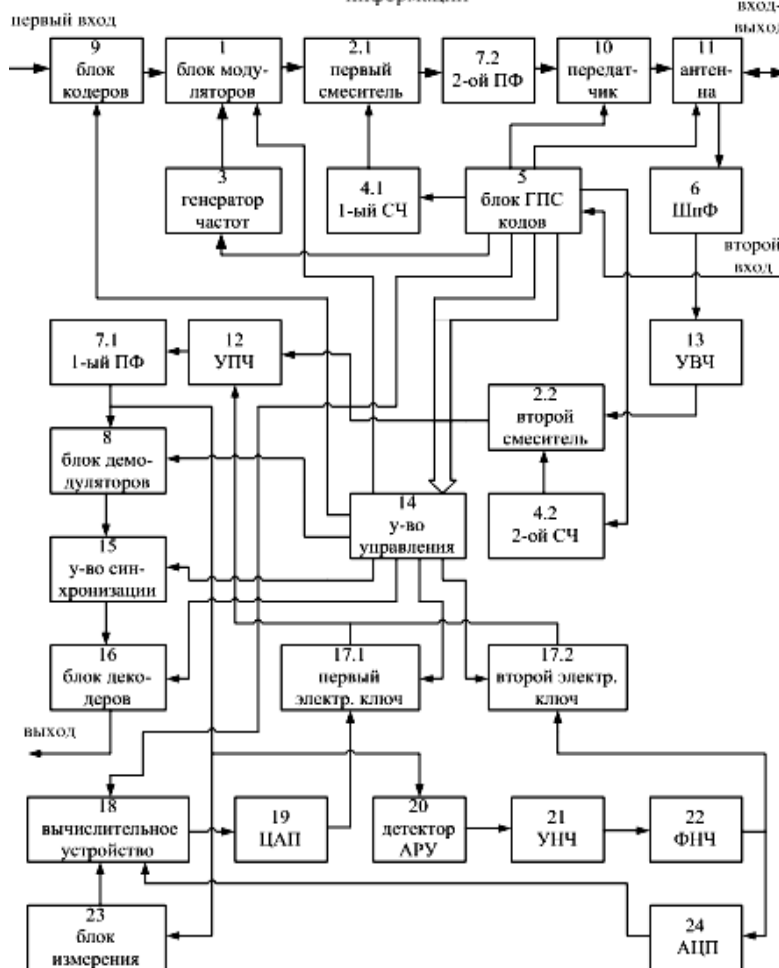 информации
вход-
выход
первый вход
9
блок
кодеров
1
блок моду-
ляторов
2.1
первый
смеситель
7.2
2-ой ПФ
10
передат-
чик
11
антен-
на
3
генератор
частот
4.1
1-ый СЧ
5
блок ГПС
кодов
6
ШпФ
второй
вход
7.1
1-ый ПФ
12
УПЧ
13
УВЧ
2.2
второй
смеситель
8
блок демо-
дуляторов
14
у-во
управления
4.2
2-ой СЧ
15
у-во син-
хронизации
16
блок деко-
деров
17.1
первый
электр. ключ
17.2
второй электр.
ключ
выход
18
вычислительное
устройство
19
ЦАП
20
детектор
АРУ
21
УНЧ
22
ФНЧ
23
блок
измерения
24
АЦП